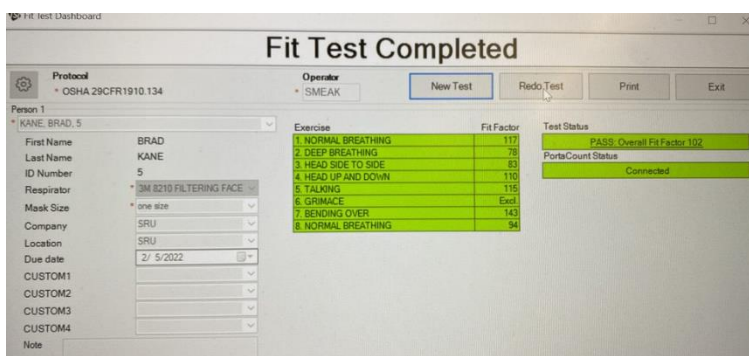 Fit Test Dashboard
Fit Test Completed
Protocol
* OSHA 29CFR1910.134
Operator
* SMEAK
New Test
Redo Test
Print
Exit
Person 1
* KANE, BRAD, 5
First Name BRAD
Last Name KANE
ID Number 5
Respirator * 3M 8210 FILTERING FACE
Mask Size * one size
Company SRU
Location SRU
Due date 2/ 5/2022
CUSTOM1
CUSTOM2
CUSTOM3
CUSTOM4
Note
Exercise Fit Factor
1. NORMAL BREATHING 117
2. DEEP BREATHING 78
3. HEAD SIDE TO SIDE 83
4. HEAD UP AND DOWN 110
5. TALKING 115
6. GRIMACE Excl.
7. BENDING OVER 143
8. NORMAL BREATHING 94
Test Status
PASS: Overall Fit Factor 102
PortaCount Status
Connected